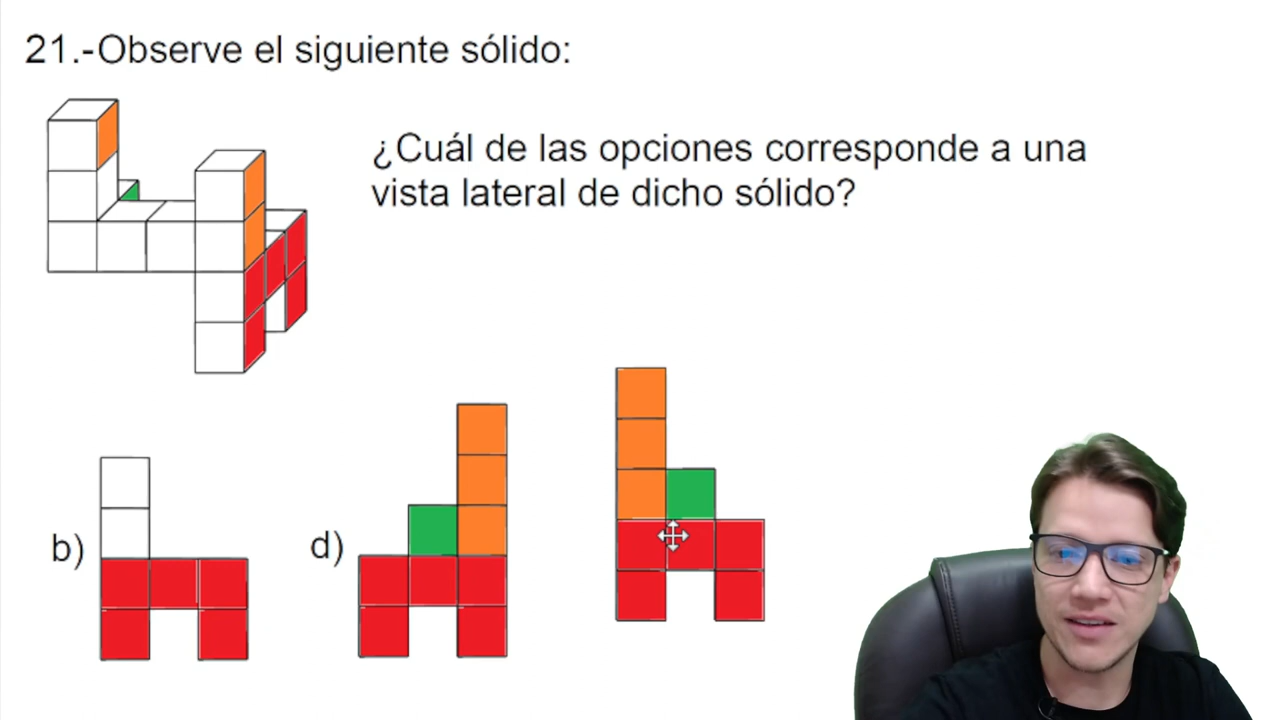 21.-Observe el siguiente sólido:
¿Cuál de las opciones corresponde a una
vista lateral de dicho sólido?
b)
d)